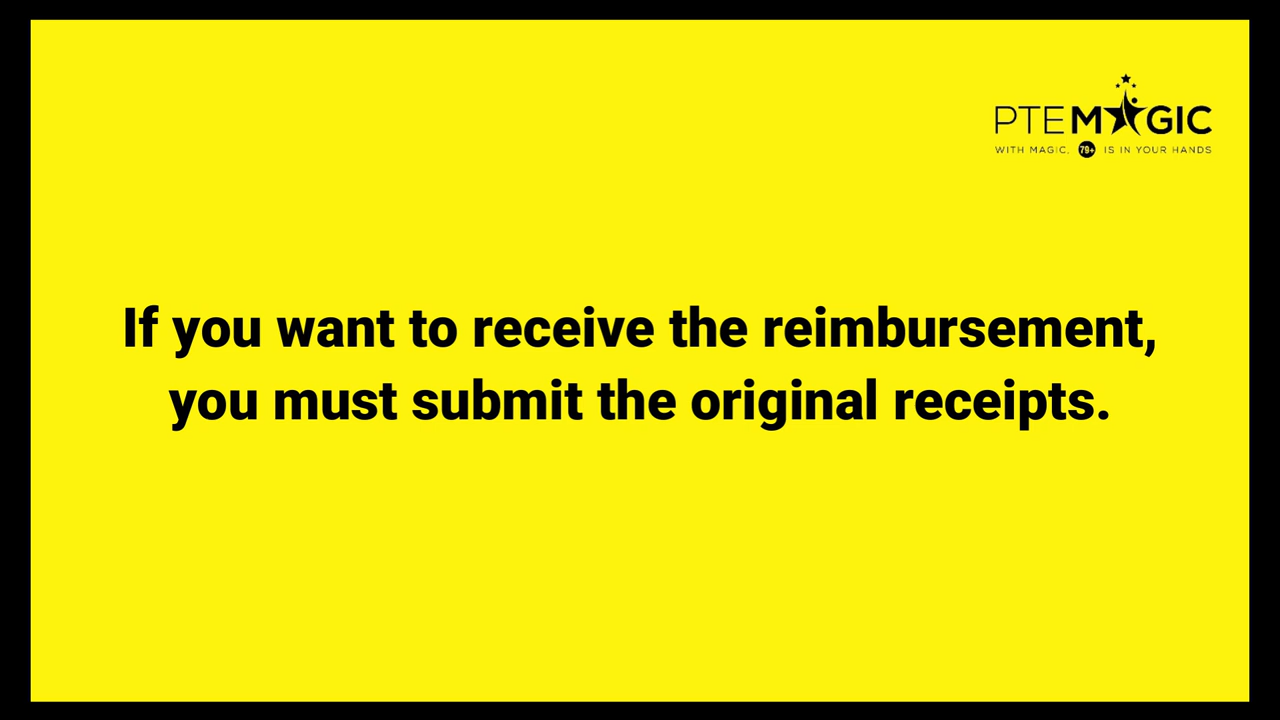 PTEMAGIC
WITH MAGIC, 79+ IS IN YOUR HANDS
If you want to receive the reimbursement,
you must submit the original receipts.